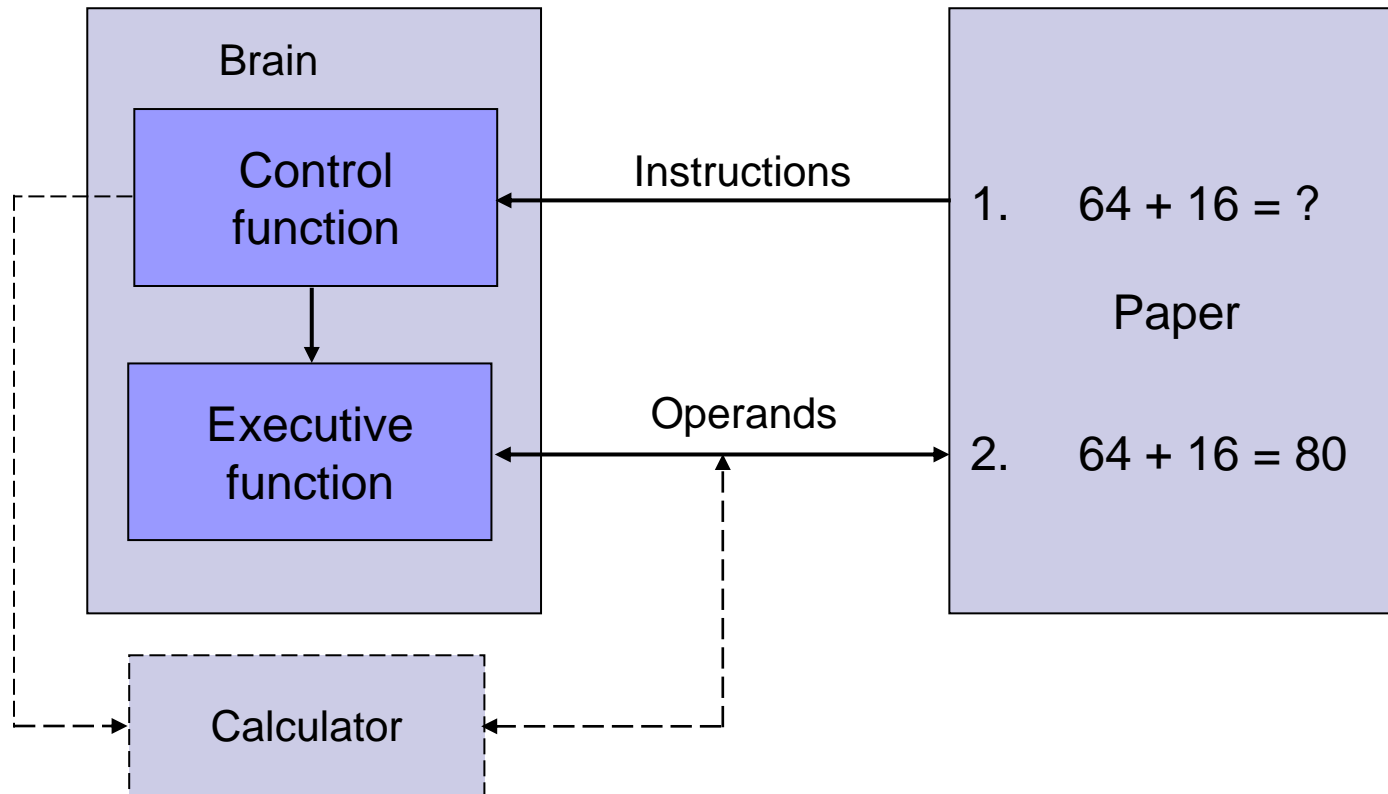 Brain
Control
function
Instructions
1. 64 + 16 = ?
Paper
Executive
function
Operands
2. 64 + 16 = 80
Calculator